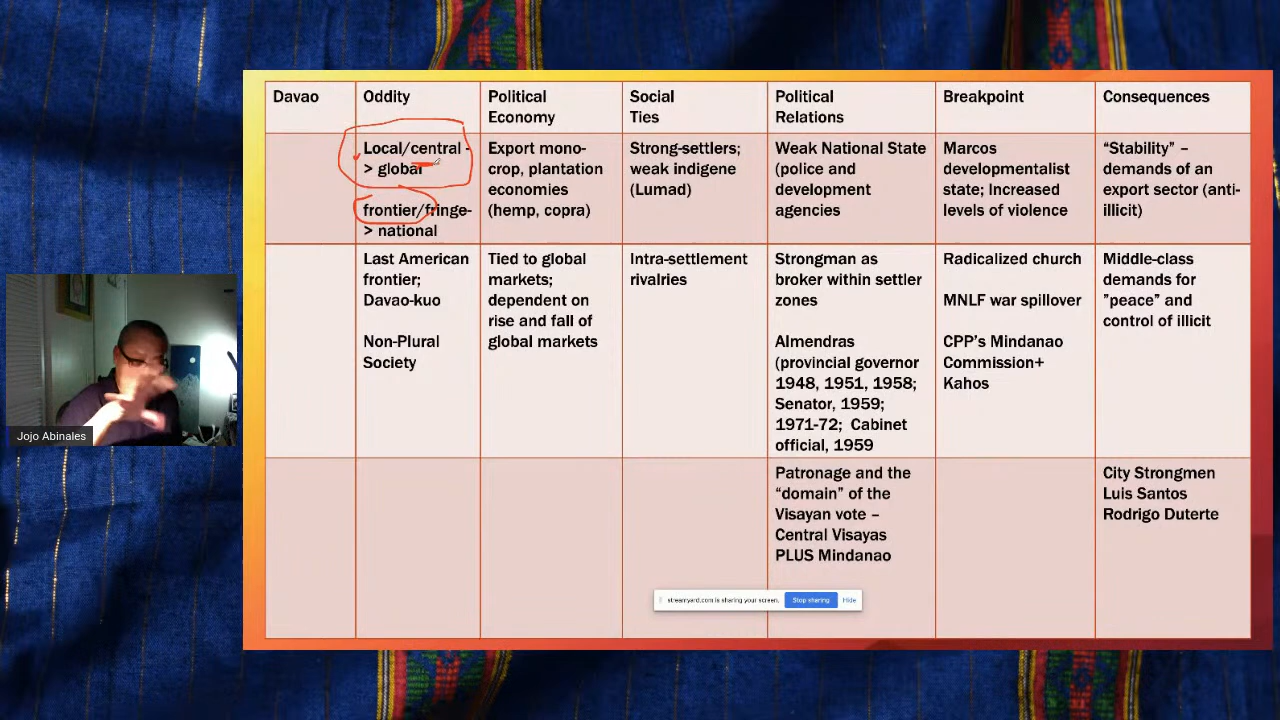 Davao
Oddity
Political
Economy
Social
Ties
Political
Relations
Breakpoint
Consequences
Local/central -
> global
frontier/fringe-
> national
Export mono-
crop, plantation
economies
(hemp, copra)
Strong-settlers;
weak indigene
(Lumad)
Weak National State
(police and
development
agencies
Marcos
developmentalist
state; Increased
levels of violence
“Stability” –
demands of an
export sector (anti-
illicit)
Last American
frontier;
Davao-kuo
Non-Plural
Society
Tied to global
markets;
dependent on
rise and fall of
global markets
Intra-settlement
rivalries
Strongman as
broker within settler
zones
Almendras
(provincial governor
1948, 1951, 1958;
Senator, 1959;
1971-72; Cabinet
official, 1959
Radicalized church
MNLF war spillover
CPP’s Mindanao
Commission+
Kahos
Middle-class
demands for
”peace” and
control of illicit
Patronage and the
“domain” of the
Visayan vote –
Central Visayas
PLUS Mindanao
City Strongmen
Luis Santos
Rodrigo Duterte
Jojo Abinales
streamyard.com is sharing your screen.
Stop sharing
Hide